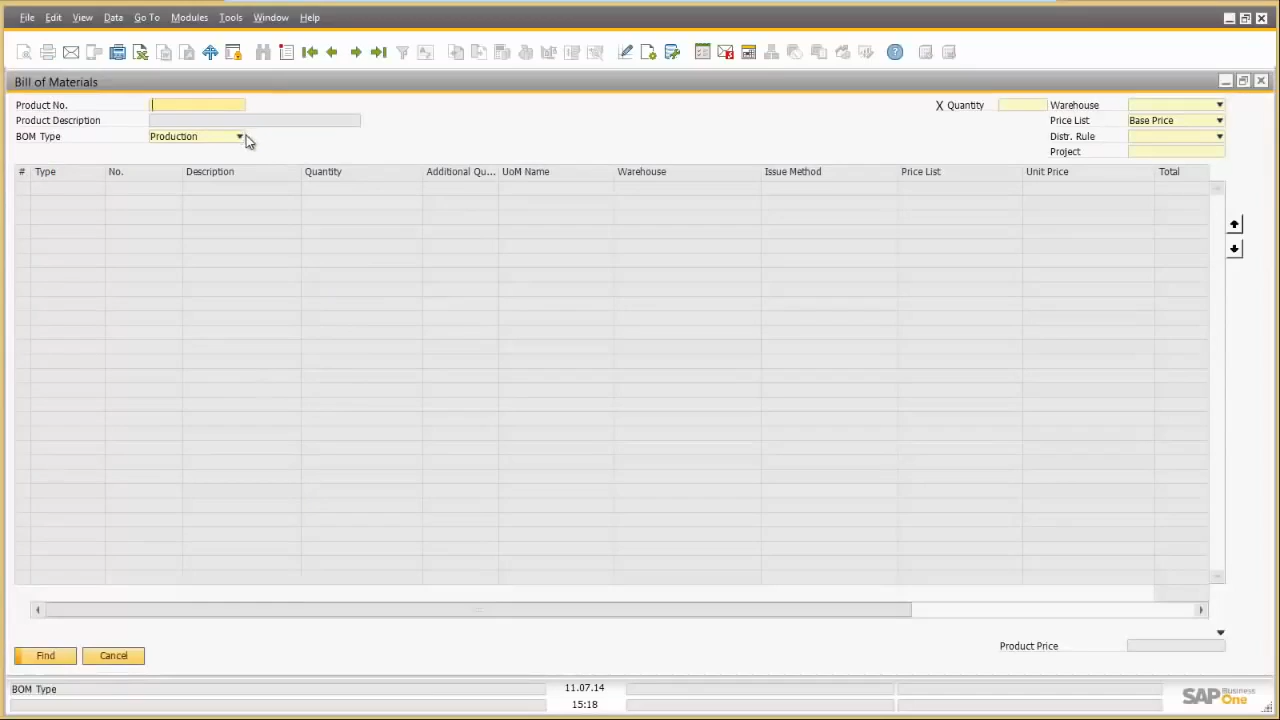 File Edit View Data Go To Modules Tools Window Help
Bill of Materials
Product No. X Quantity Warehouse
Product Description Price List Base Price
BOM Type Production Distr. Rule
Project
# Type No. Description Quantity Additional Qu... UoM Name Warehouse Issue Method Price List Unit Price Total
Product Price
Find Cancel
BOM Type 11.07.14
15:18
SAP Business One